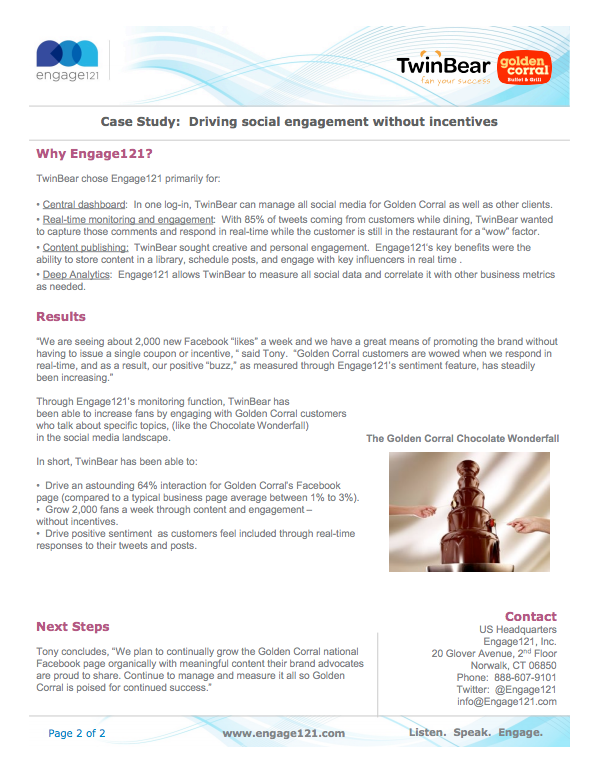 engage121
TwinBear
fan your success
golden
corral
Buffet & Grill
Case Study:  Driving social engagement without incentives
Why Engage121?
TwinBear chose Engage121 primarily for:
• Central dashboard:  In one log-in, TwinBear can manage all social media for Golden Corral as well as other clients.
• Real-time monitoring and engagement:  With 85% of tweets coming from customers while dining, TwinBear wanted
to capture those comments and respond in real-time while the customer is still in the restaurant for a “wow” factor.
• Content publishing:  TwinBear sought creative and personal engagement.  Engage121's key benefits were the
ability to store content in a library, schedule posts, and engage with key influencers in real time .
• Deep Analytics:  Engage121 allows TwinBear to measure all social data and correlate it with other business metrics
as needed.
Results
“We are seeing about 2,000 new Facebook “likes” a week and we have a great means of promoting the brand without
having to issue a single coupon or incentive, “ said Tony.  “Golden Corral customers are wowed when we respond in
real-time, and as a result, our positive “buzz,” as measured through Engage121's sentiment feature, has steadily
been increasing.”
Through Engage121's monitoring function, TwinBear has
been able to increase fans by engaging with Golden Corral customers
who talk about specific topics, (like the Chocolate Wonderfall)
in the social media landscape.
The Golden Corral Chocolate Wonderfall
In short, TwinBear has been able to:
•  Drive an astounding 64% interaction for Golden Corral's Facebook
page (compared to a typical business page average between 1% to 3%).
•  Grow 2,000 fans a week through content and engagement –
without incentives.
•  Drive positive sentiment  as customers feel included through real-time
responses to their tweets and posts.
Next Steps
Tony concludes, “We plan to continually grow the Golden Corral national
Facebook page organically with meaningful content their brand advocates
are proud to share. Continue to manage and measure it all so Golden
Corral is poised for continued success.”
Contact
US Headquarters
Engage121, Inc.
20 Glover Avenue, 2nd Floor
Norwalk, CT 06850
Phone:  888-607-9101
Twitter:  @Engage121
info@Engage121.com
Page 2 of 2
www.engage121.com
Listen.  Speak.  Engage.